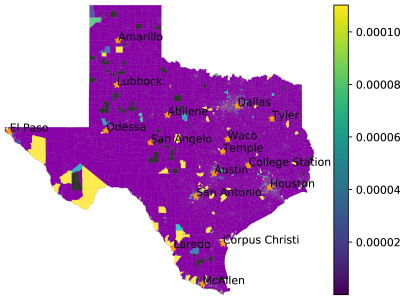 Amarillo
Lubbock
Dallas
Abilene
Tyler
El Paso
Odessa
Waco
San Angelo
Temple
College Station
Austin
Houston
San Antonio
Laredo
Corpus Christi
McAllen
0.00010
0.00008
0.00006
0.00004
0.00002